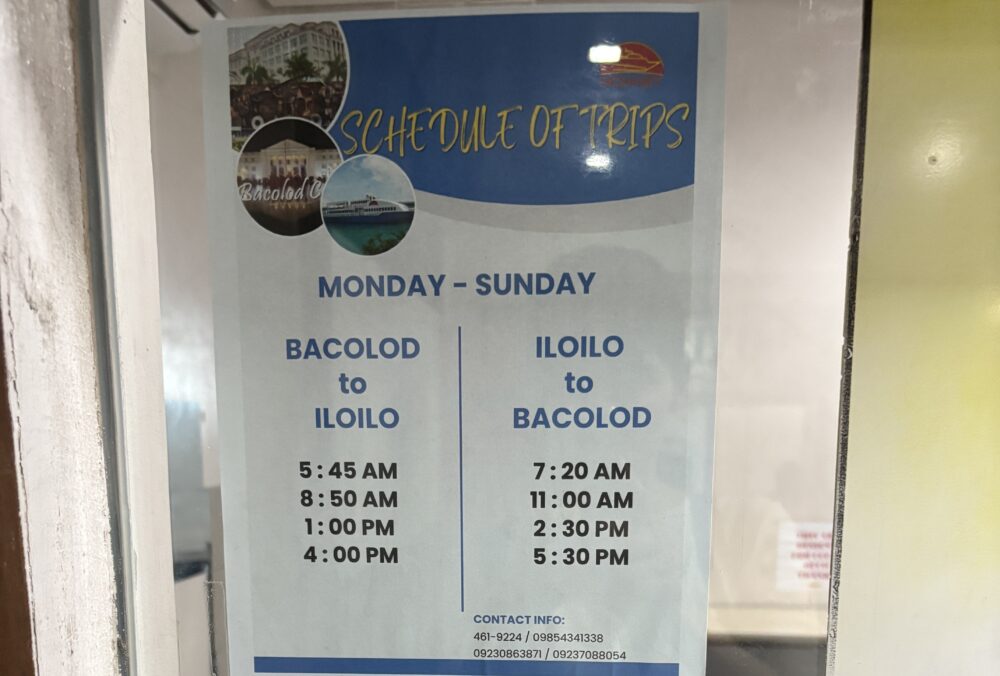 SCHEDULE OF TRIPS
Bacolod C
MONDAY - SUNDAY
BACOLOD
to
ILOILO
5:45 AM
8:50 AM
1:00 PM
4:00 PM
ILOILO
to
BACOLOD
7:20 AM
11:00 AM
2:30 PM
5:30 PM
CONTACT INFO:
461-9224 / 09854341338
09230863871 / 09237088054